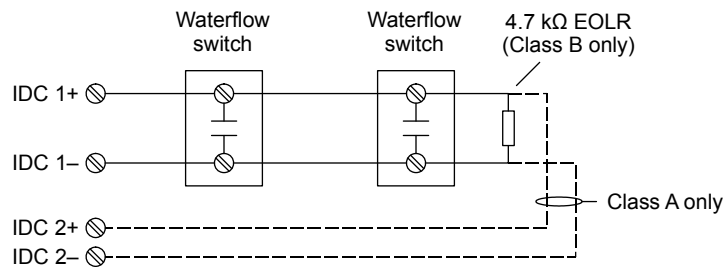 Waterflow
switch
Waterflow
switch
4.7 kΩ EOLR
(Class B only)
IDC 1+
IDC 1–
IDC 2+
IDC 2–
Class A only